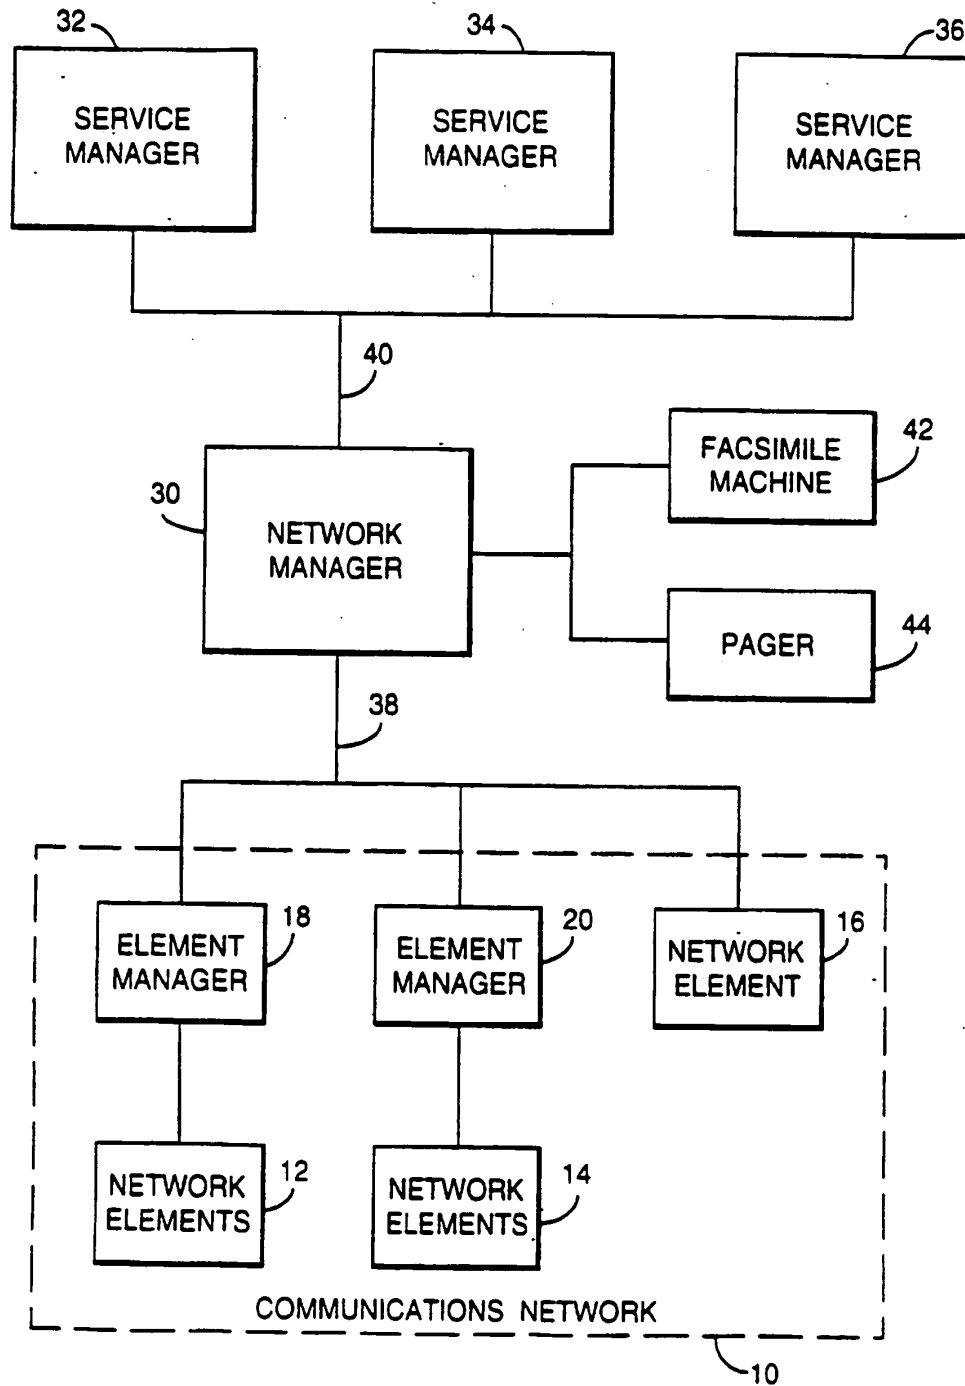 32
34
36
SERVICE
MANAGER
SERVICE
MANAGER
SERVICE
MANAGER
40
42
FACSIMILE
MACHINE
30
NETWORK
MANAGER
44
PAGER
38
18
20
16
ELEMENT
MANAGER
ELEMENT
MANAGER
NETWORK
ELEMENT
12
14
NETWORK
ELEMENTS
NETWORK
ELEMENTS
COMMUNICATIONS NETWORK
10